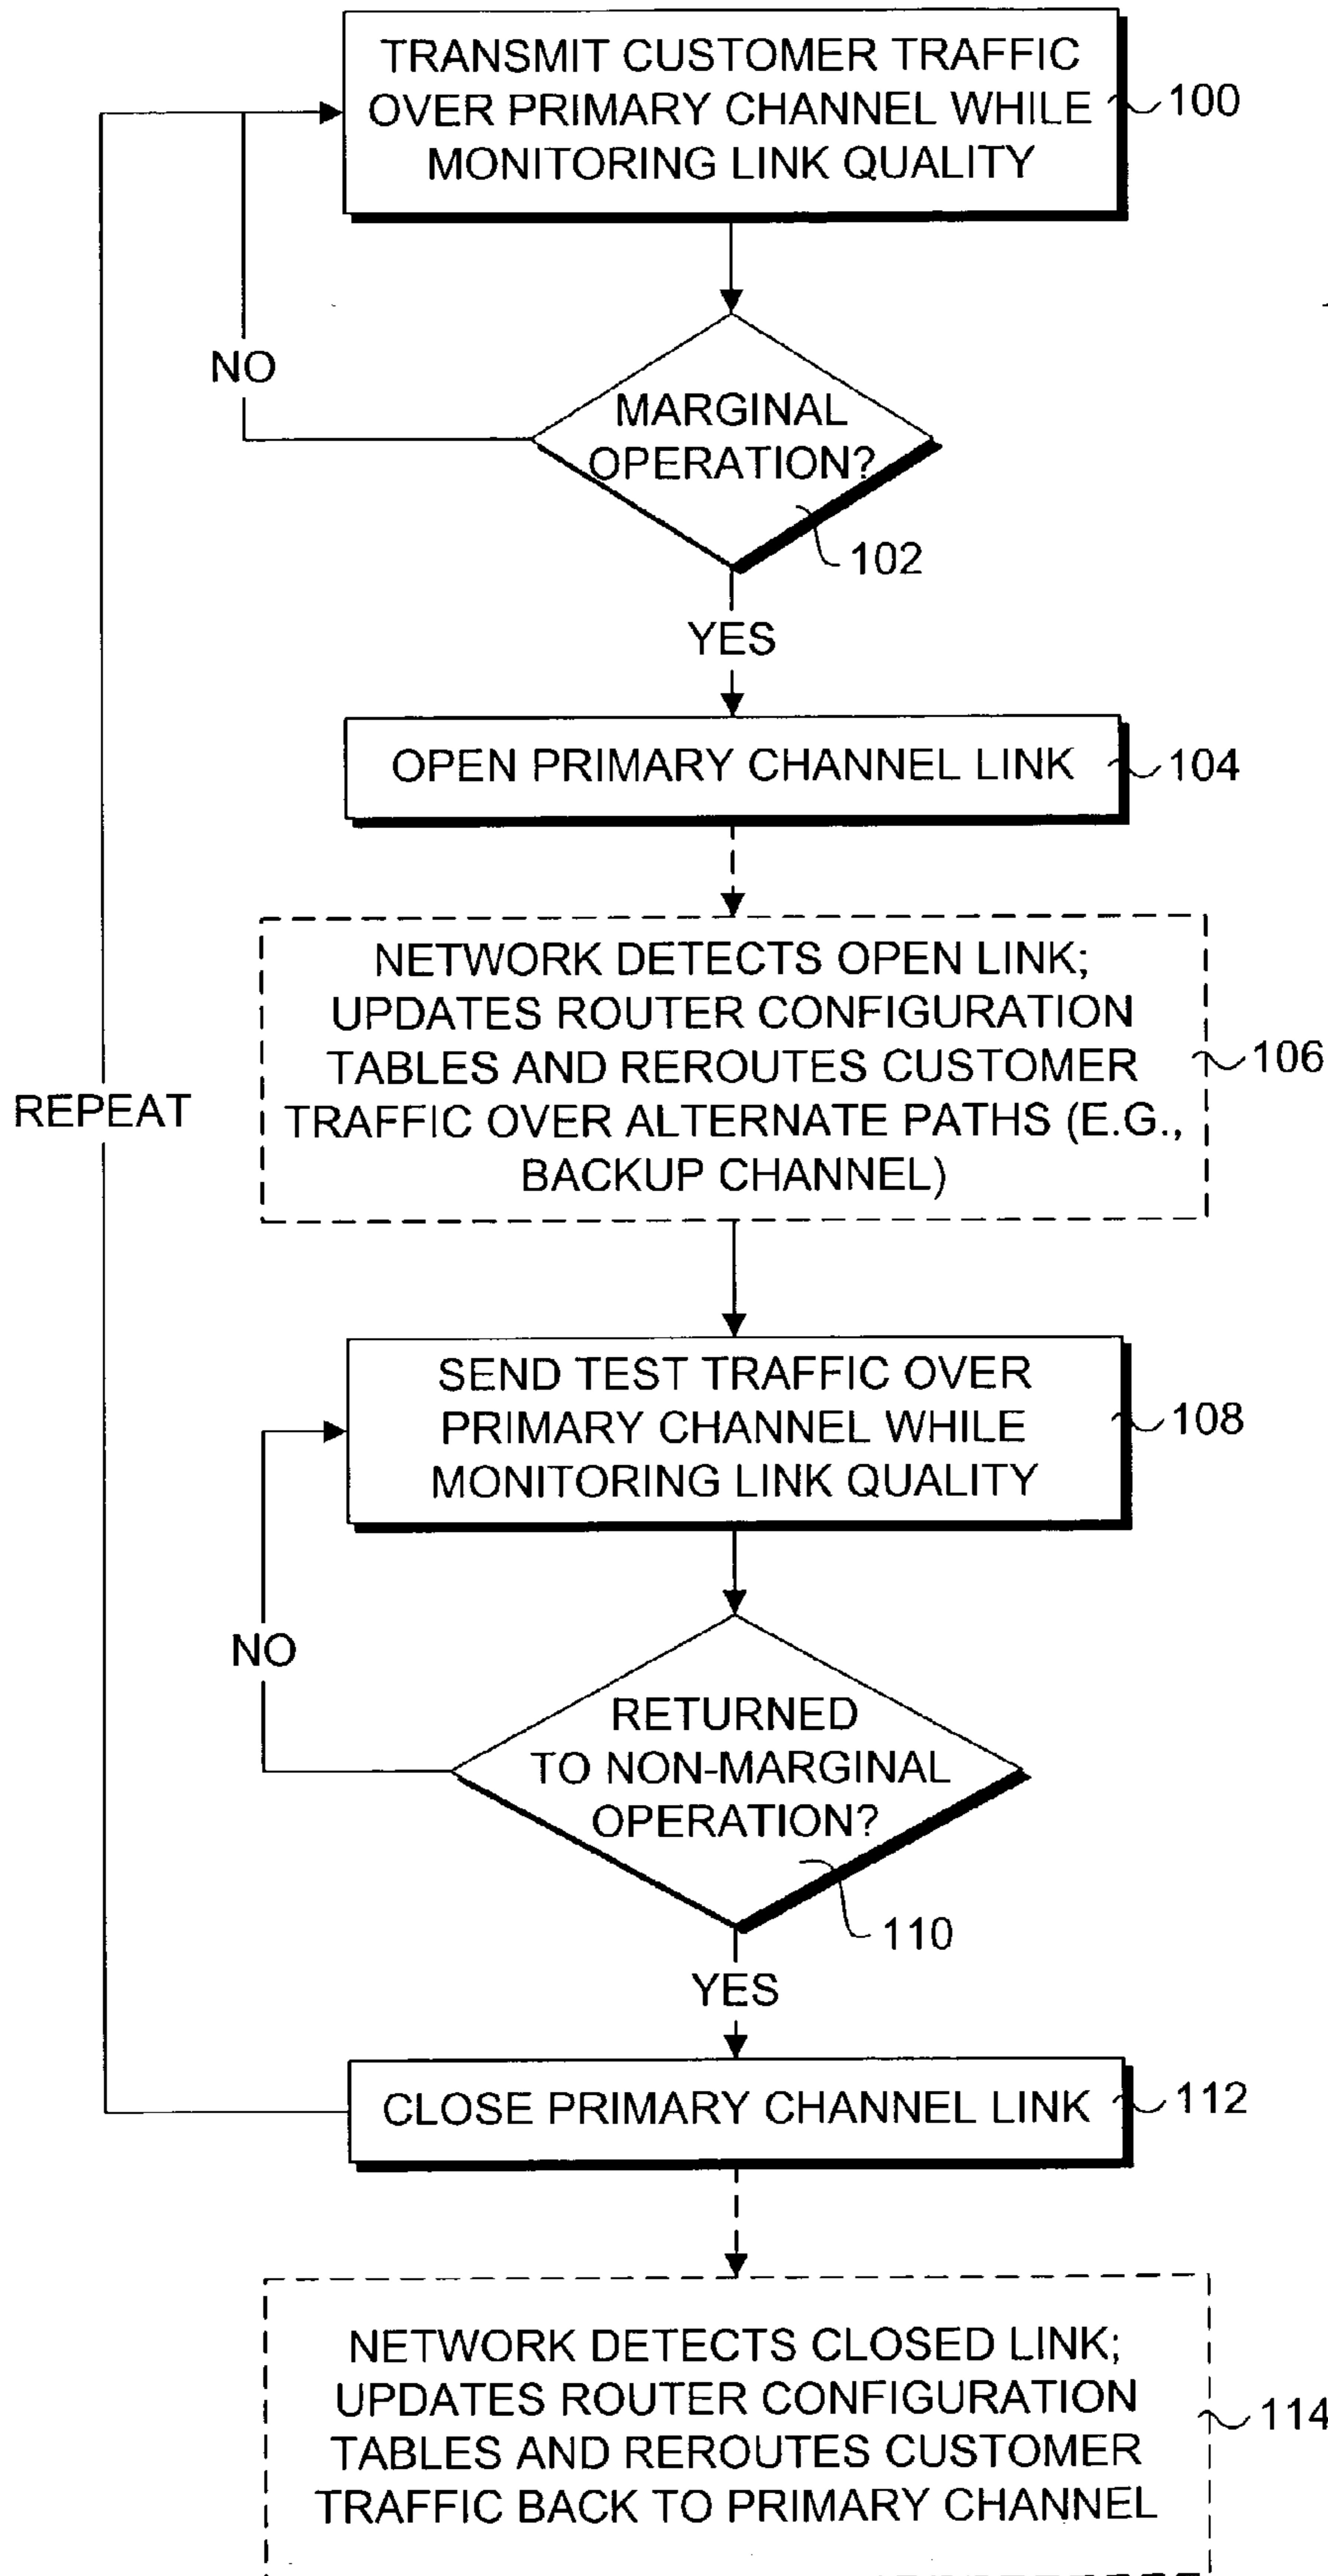 TRANSMIT CUSTOMER TRAFFIC
OVER PRIMARY CHANNEL WHILE
MONITORING LINK QUALITY
100
NO
MARGINAL
OPERATION?
102
YES
OPEN PRIMARY CHANNEL LINK
104
NETWORK DETECTS OPEN LINK;
UPDATES ROUTER CONFIGURATION
TABLES AND REROUTES CUSTOMER
TRAFFIC OVER ALTERNATE PATHS (E.G.,
BACKUP CHANNEL)
106
REPEAT
SEND TEST TRAFFIC OVER
PRIMARY CHANNEL WHILE
MONITORING LINK QUALITY
108
NO
RETURNED
TO NON-MARGINAL
OPERATION?
110
YES
CLOSE PRIMARY CHANNEL LINK
112
NETWORK DETECTS CLOSED LINK;
UPDATES ROUTER CONFIGURATION
TABLES AND REROUTES CUSTOMER
TRAFFIC BACK TO PRIMARY CHANNEL
114